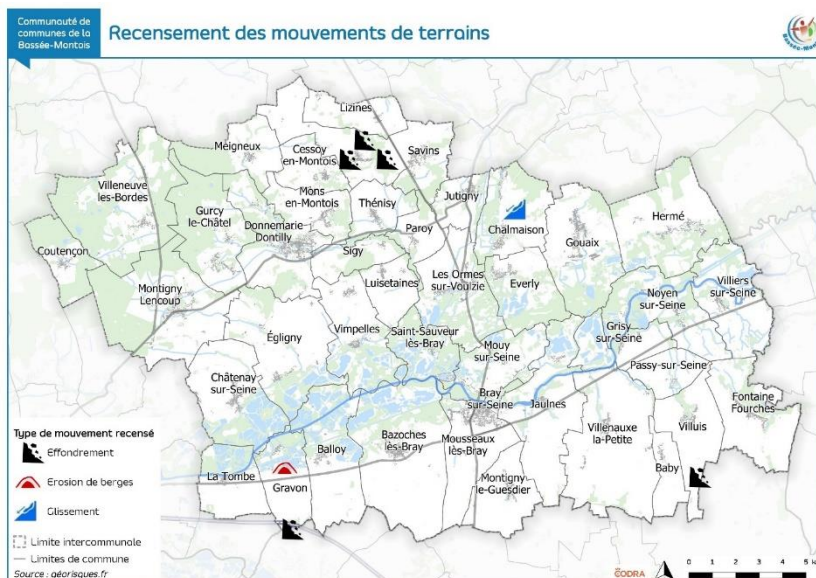 Communauté de
communes de la
Bassée-Montois
Recensement des mouvements de terrains
Bassée-Montois
Lizines
Meigneux
Cessoy
en-Montois
Savins
Villeneuve
les-Bordes
Mons
en-Montois
Thénisy
Jutigny
Gurcy
le-Châtel
Donnemarie
Dontilly
Paroy
Chalmaison
Gouaix
Hermé
Coutençon
Sigy
Montigny
Lencoup
Luisetaines
Les Ormes
sur-Voulzie
Everly
Noyen
sur-Seine
Villiers
sur-Seine
Égligny
Vimpelles
Saint-Sauveur
lès-Bray
Mouy
sur-Seine
Grisy
sur-Seine
Passy-sur-Seine
Châtenay
sur-Seine
Bray
sur-Seine
Jaulnes
Fontaine
Fourches
Villenauxe
la-Petite
Villuis
Bazoches
lès-Bray
Mousseaux
lès-Bray
Balloy
La Tombe
Gravon
Montigny
le-Guesdier
Baby
Type de mouvement recensé
Effondrement
Erosion de berges
Glissement
Limite intercommunale
Limites de commune
Source : géorisques.fr
CODRA
0 1 2 3 4 5 k